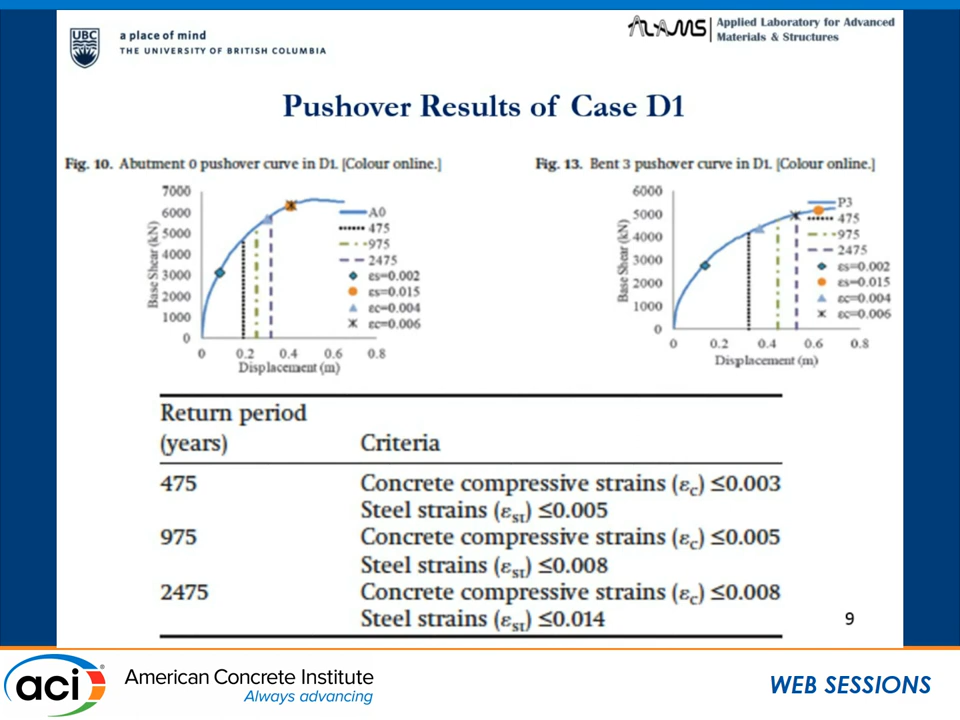 UBC
a place of mind
THE UNIVERSITY OF BRITISH COLUMBIA
ALAMS
Applied Laboratory for Advanced
Materials & Structures
Pushover Results of Case D1
Fig. 10. Abutment 0 pushover curve in D1. [Colour online.]
7000
6000
5000
4000
3000
2000
1000
0
Base Shear (kN)
0 0.2 0.4 0.6 0.8
Displacement (m)
A0
475
975
2475
εs=0.002
εs=0.015
εc=0.004
εc=0.006
Fig. 13. Bent 3 pushover curve in D1. [Colour online.]
6000
5000
4000
3000
2000
1000
0
Base Shear (kN)
0 0.2 0.4 0.6 0.8
Displacement (m)
P3
475
975
2475
εs=0.002
εs=0.015
εc=0.004
εc=0.006
Return period
(years) Criteria
475 Concrete compressive strains (εc) ≤0.003
Steel strains (εst) ≤0.005
975 Concrete compressive strains (εc) ≤0.005
Steel strains (εst) ≤0.008
2475 Concrete compressive strains (εc) ≤0.008
Steel strains (εst) ≤0.014
9
aci
American Concrete Institute
Always advancing
WEB SESSIONS